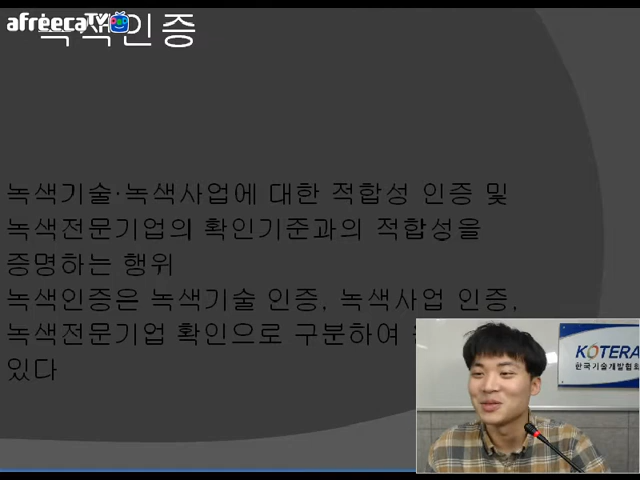 afreecaTV
녹색인증
녹색기술·녹색사업에 대한 적합성 인증 및
녹색전문기업의 확인기준과의 적합성을
증명하는 행위
녹색인증은 녹색기술 인증, 녹색사업 인증,
녹색전문기업 확인으로 구분하여
있다
KOTERA
한국기술개발협회